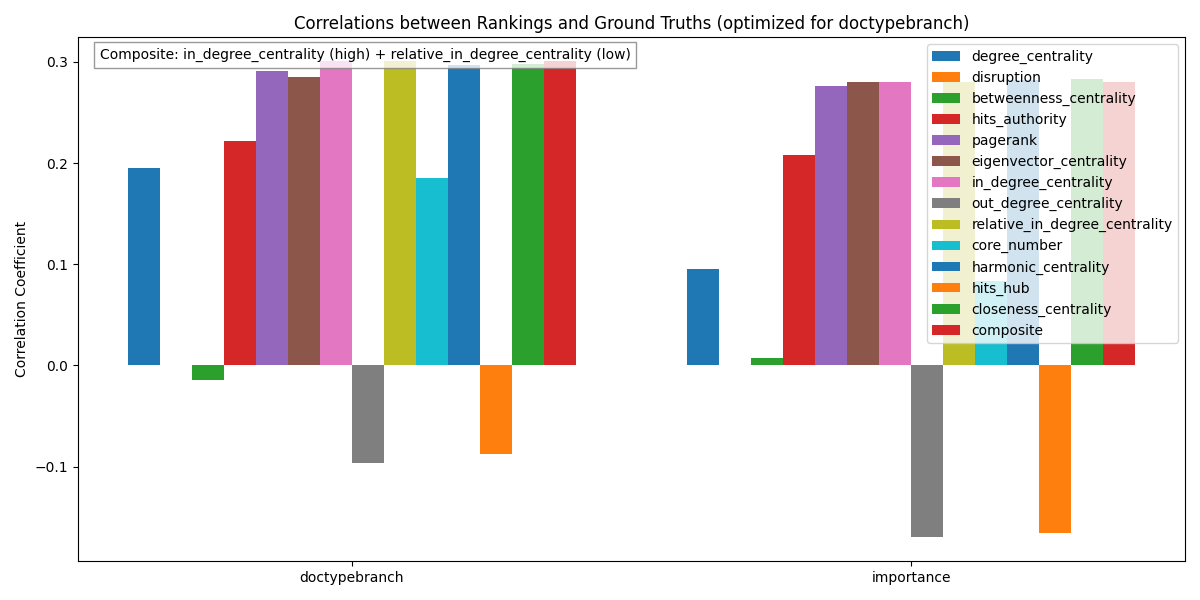 Correlations between Rankings and Ground Truths (optimized for doctypebranch)
Composite: in_degree_centrality (high) + relative_in_degree_centrality (low)
degree_centrality
disruption
betweenness_centrality
hits_authority
pagerank
eigenvector_centrality
in_degree_centrality
out_degree_centrality
relative_in_degree_centrality
core_number
harmonic_centrality
hits_hub
closeness_centrality
composite
Correlation Coefficient
0.3
0.2
0.1
0.0
−0.1
doctypebranch
importance